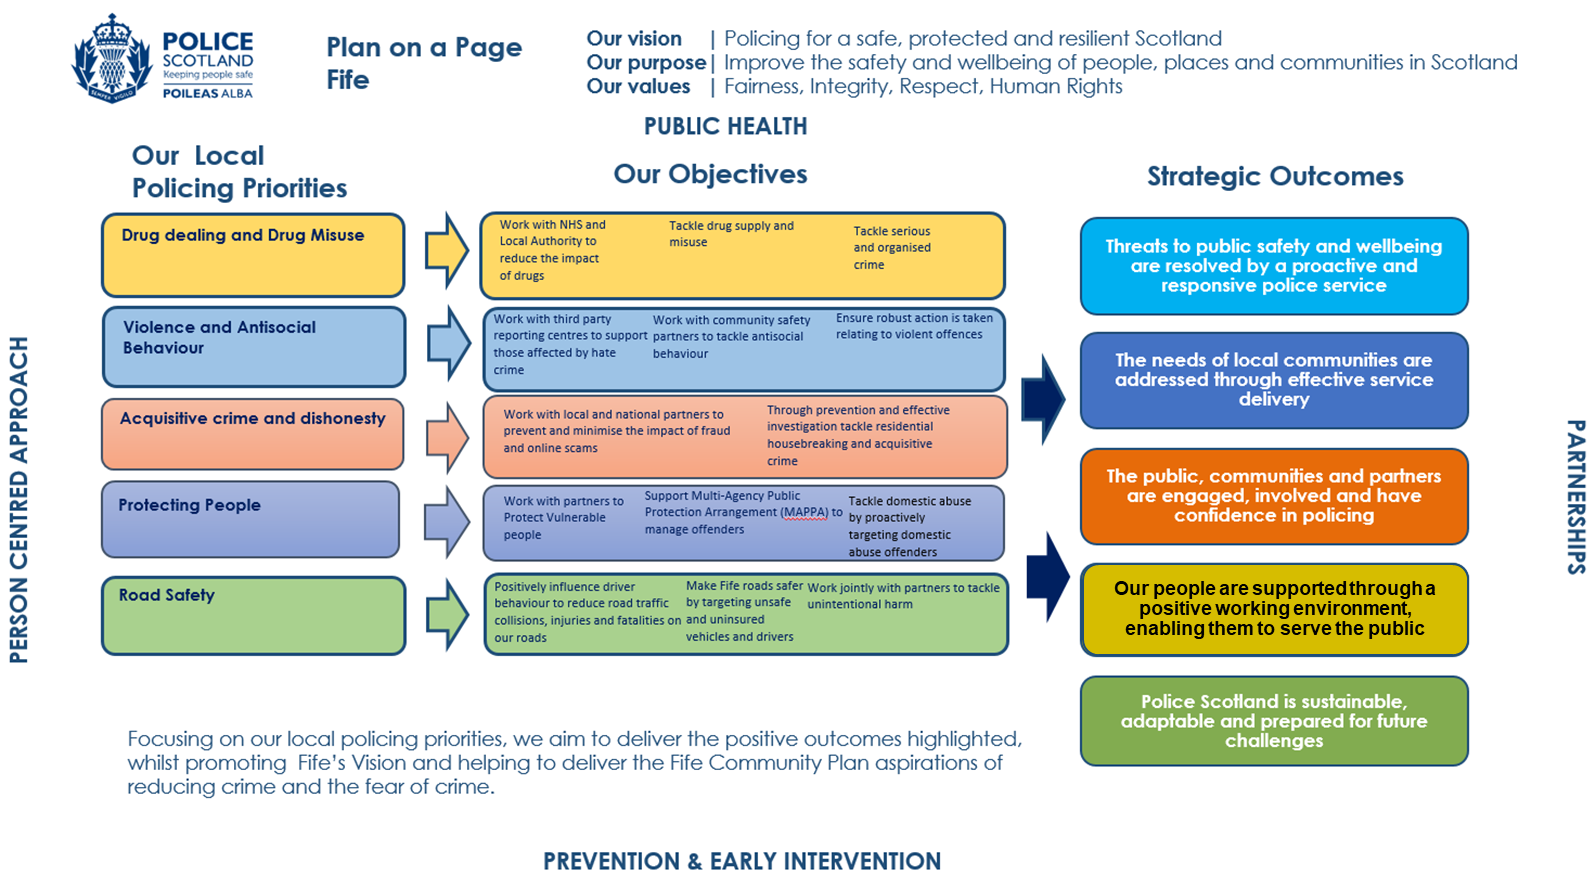 POLICE
SCOTLAND
Keeping people safe
POILEAS ALBA
SEMPER VIGILO
Plan on a Page
Fife
Our vision | Policing for a safe, protected and resilient Scotland
Our purpose | Improve the safety and wellbeing of people, places and communities in Scotland
Our values | Fairness, Integrity, Respect, Human Rights
PUBLIC HEALTH
Our Local
Policing Priorities
Our Objectives
Strategic Outcomes
Drug dealing and Drug Misuse
Work with NHS and
Local Authority to
reduce the impact
of drugs
Tackle drug supply and
misuse
Tackle serious
and organised
crime
Violence and Antisocial
Behaviour
Work with third party
reporting centres to support
those affected by hate
crime
Work with community safety
partners to tackle antisocial
behaviour
Ensure robust action is taken
relating to violent offences
Acquisitive crime and dishonesty
Work with local and national partners to
prevent and minimise the impact of fraud
and online scams
Through prevention and effective
investigation tackle residential
housebreaking and acquisitive
crime
Protecting People
Work with partners to
Protect Vulnerable
people
Support Multi-Agency Public
Protection Arrangement (MAPPA) to
manage offenders
Tackle domestic abuse
by proactively
targeting domestic
abuse offenders
Road Safety
Positively influence driver
behaviour to reduce road traffic
collisions, injuries and fatalities on
our roads
Make Fife roads safer
by targeting unsafe
and uninsured
vehicles and drivers
Work jointly with partners to tackle
unintentional harm
Threats to public safety and wellbeing
are resolved by a proactive and
responsive police service
The needs of local communities are
addressed through effective service
delivery
The public, communities and partners
are engaged, involved and have
confidence in policing
Our people are supported through a
positive working environment,
enabling them to serve the public
Police Scotland is sustainable,
adaptable and prepared for future
challenges
PERSON CENTRED APPROACH
PARTNERSHIPS
Focusing on our local policing priorities, we aim to deliver the positive outcomes highlighted,
whilst promoting Fife's Vision and helping to deliver the Fife Community Plan aspirations of
reducing crime and the fear of crime.
PREVENTION & EARLY INTERVENTION